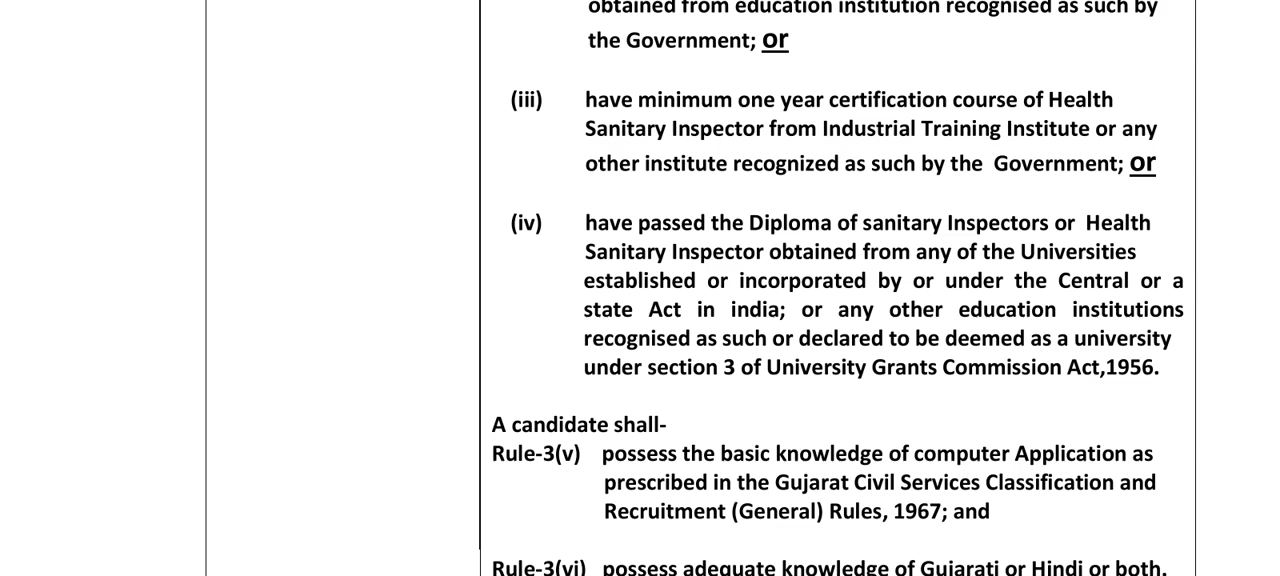 obtained from education institution recognised as such by
the Government; or
(iii) have minimum one year certification course of Health
Sanitary Inspector from Industrial Training Institute or any
other institute recognized as such by the Government; or
(iv) have passed the Diploma of sanitary Inspectors or Health
Sanitary Inspector obtained from any of the Universities
established or incorporated by or under the Central or a
state Act in india; or any other education institutions
recognised as such or declared to be deemed as a university
under section 3 of University Grants Commission Act,1956.
A candidate shall-
Rule-3(v) possess the basic knowledge of computer Application as
prescribed in the Gujarat Civil Services Classification and
Recruitment (General) Rules, 1967; and
Rule-3(vi) possess adequate knowledge of Gujarati or Hindi or both.